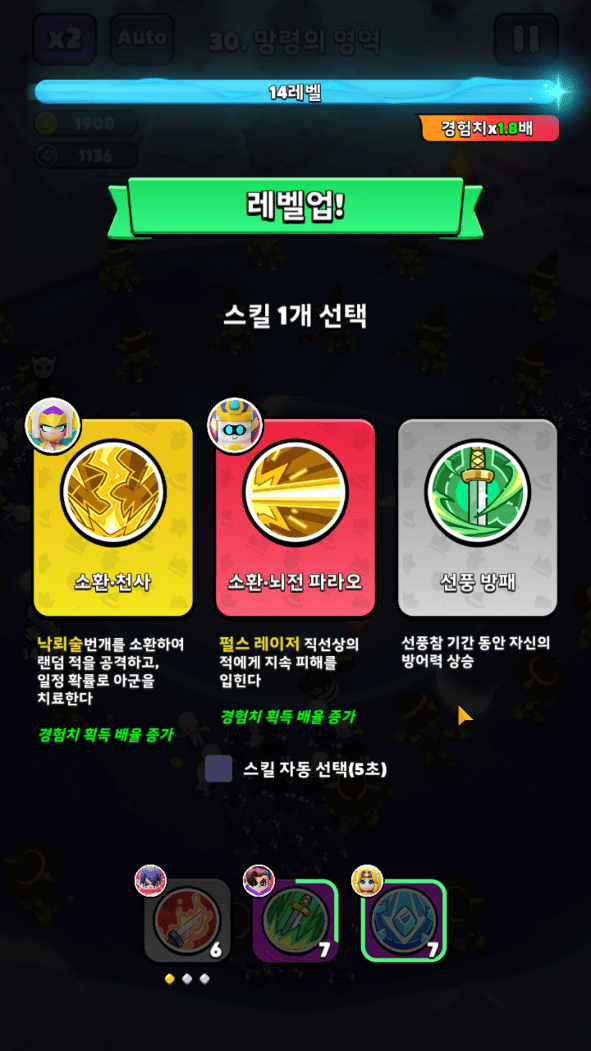 x2
Auto
30. 망령의 영역
14레벨
1908
경험치x1.8배
1136
레벨업!
스킬 1개 선택
소환·천사
소환·뇌전 파라오
선풍 방패
낙뢰술번개를 소환하여
랜덤 적을 공격하고,
일정 확률로 아군을
치료한다
경험치 획득 배율 증가
펄스 레이저 직선상의
적에게 지속 피해를
입힌다
경험치 획득 배율 증가
선풍참 기간 동안 자신의
방어력 상승
스킬 자동 선택(5초)
6
7
7